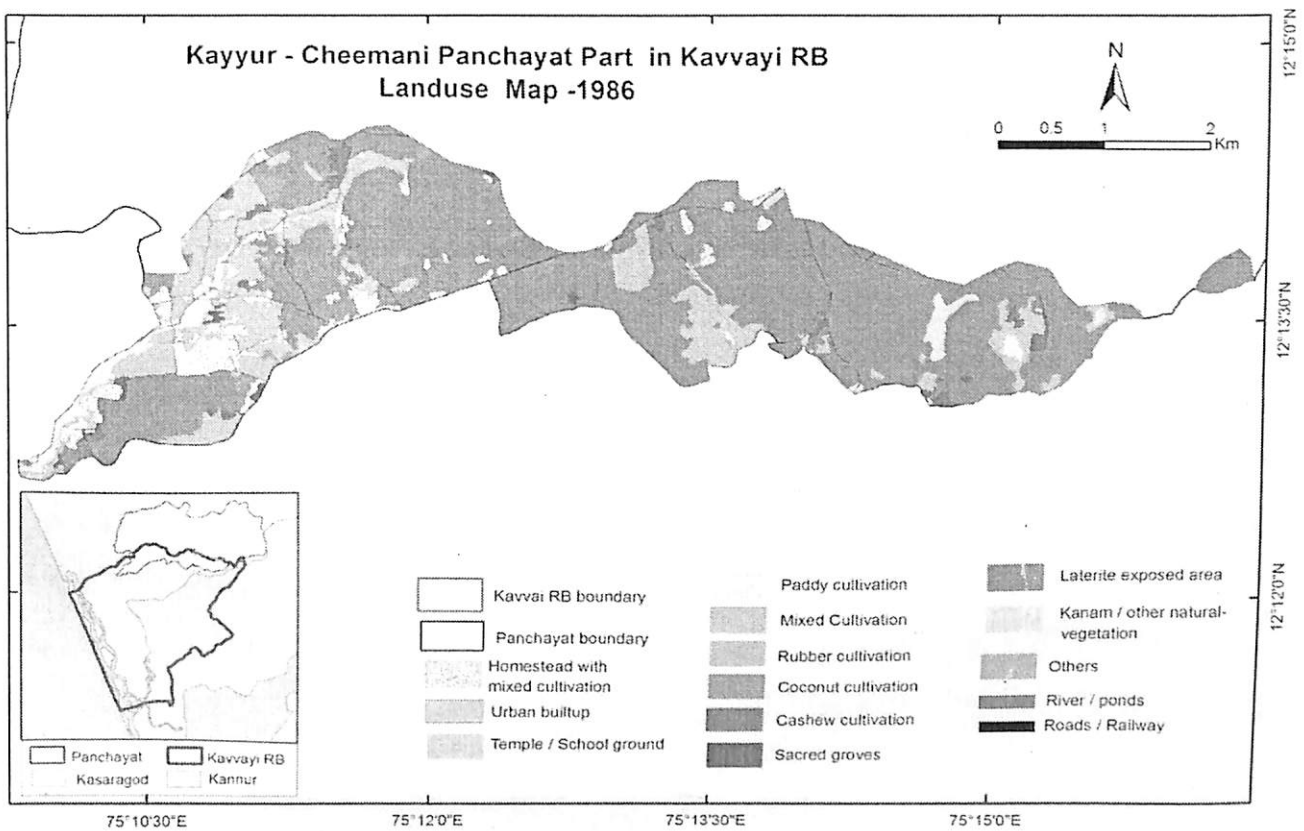 Kayyur - Cheemani Panchayat Part in Kavvayi RB
Landuse Map -1986
N
0 0.5 1 2
Km
12°15'0"N
12°13'30"N
12°12'0"N
Kavvai RB boundary
Panchayat boundary
Homestead with
mixed cultivation
Urban builtup
Temple / School ground
Paddy cultivation
Mixed Cultivation
Rubber cultivation
Coconut cultivation
Cashew cultivation
Sacred groves
Laterite exposed area
Kanam / other natural-
vegetation
Others
River / ponds
Roads / Railway
Panchayat Kavvayi RB
Kasaragod Kannur
75°10'30"E 75°12'0"E 75°13'30"E 75°15'0"E